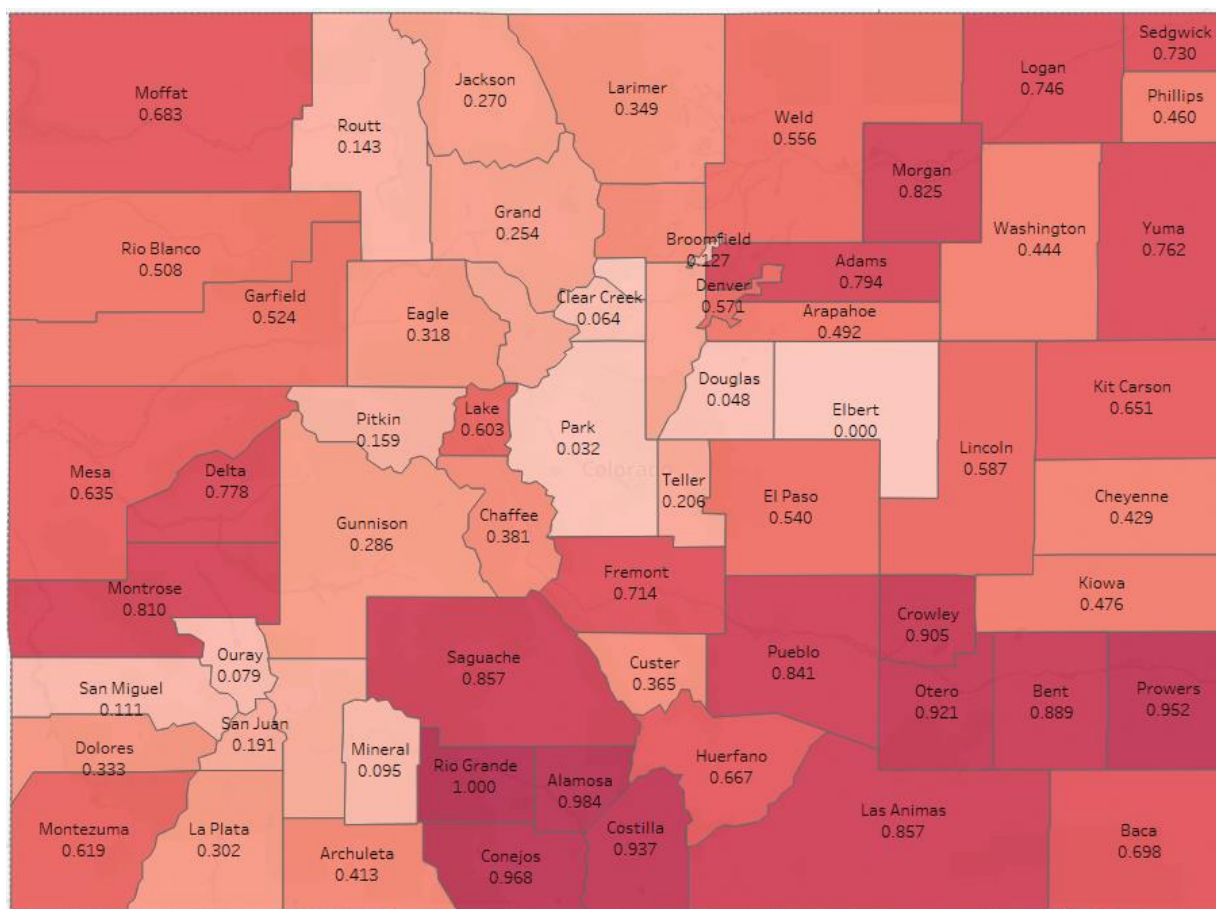 Sedgwick
0.730
Logan
0.746
Jackson
0.270
Larimer
0.349
Moffat
0.683
Phillips
0.460
Weld
0.556
Routt
0.143
Morgan
0.825
Grand
0.254
Washington
0.444
Yuma
0.762
Rio Blanco
0.508
Broomfield
0.127
Adams
0.794
Garfield
0.524
Clear Creek
0.064
Denver
0.571
Eagle
0.318
Arapahoe
0.492
Douglas
0.048
Kit Carson
0.651
Pitkin
0.159
Lake
0.603
Park
0.032
Elbert
0.000
Lincoln
0.587
Mesa
0.635
Delta
0.778
Colorado
Teller
0.206
El Paso
0.540
Cheyenne
0.429
Gunnison
0.286
Chaffee
0.381
Montrose
0.810
Fremont
0.714
Kiowa
0.476
Crowley
0.905
Ouray
0.079
Saguache
0.857
Custer
0.365
Pueblo
0.841
San Miguel
0.111
Otero
0.921
Bent
0.889
Prowers
0.952
San Juan
0.191
Dolores
0.333
Mineral
0.095
Rio Grande
1.000
Alamosa
0.984
Huerfano
0.667
Montezuma
0.619
La Plata
0.302
Archuleta
0.413
Conejos
0.968
Costilla
0.937
Las Animas
0.857
Baca
0.698